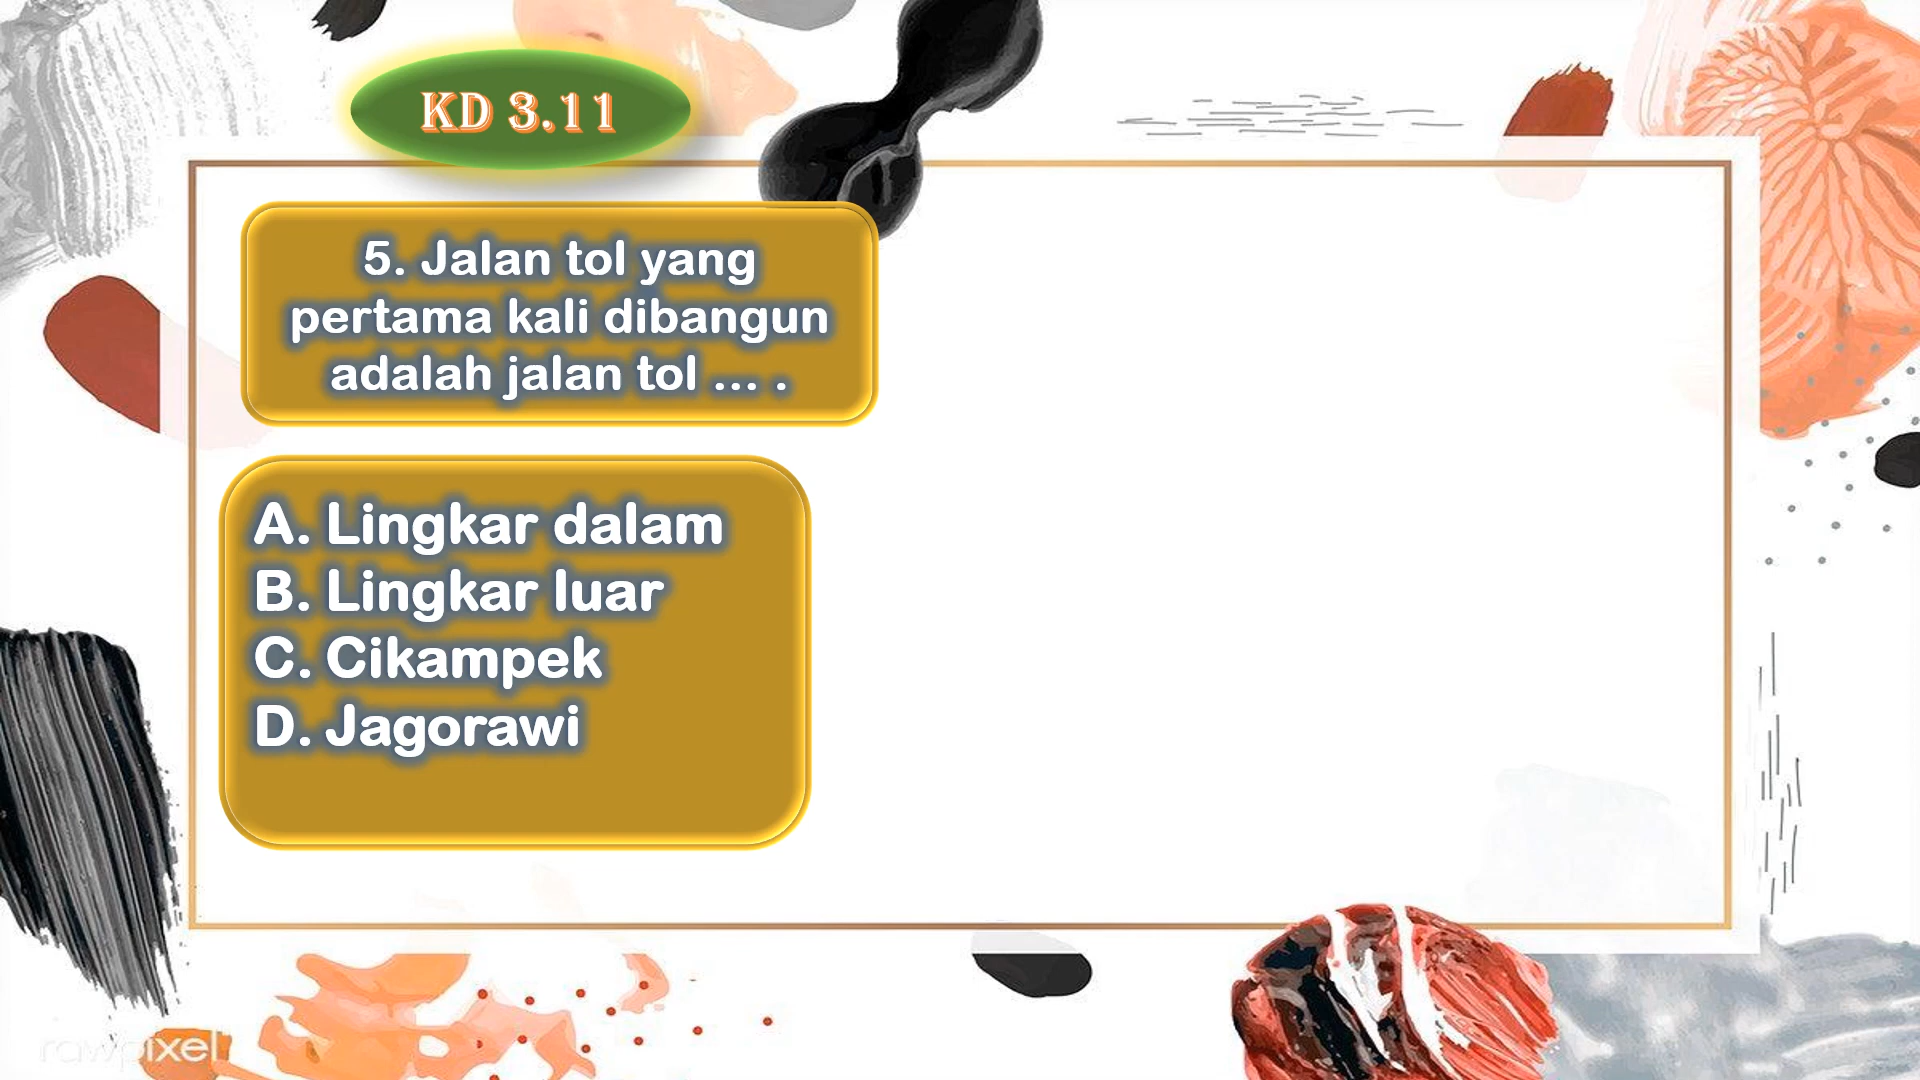 KD 3.11
5. Jalan tol yang
pertama kali dibangun
adalah jalan tol ... .
A. Lingkar dalam
B. Lingkar luar
C. Cikampek
D. Jagorawi
rawpixel